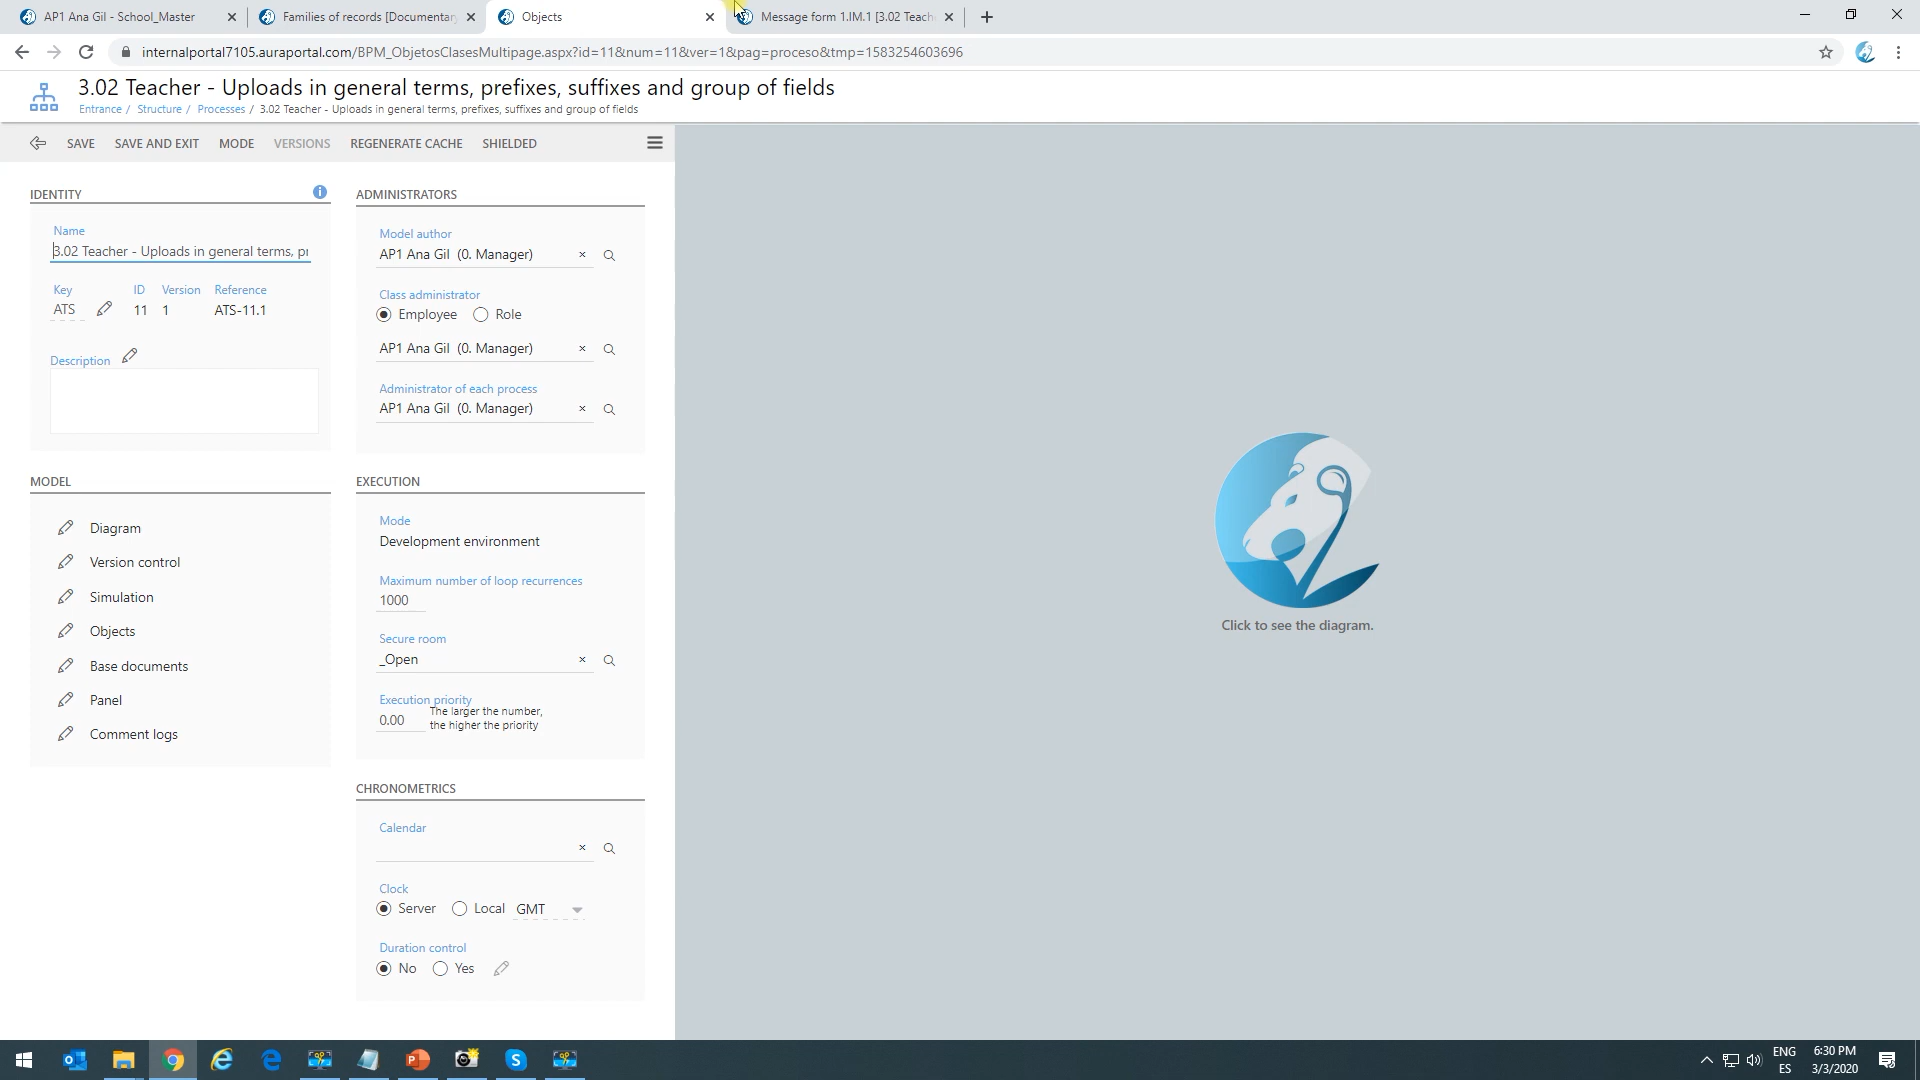 AP1 Ana Gil - School_Master
Families of records [Documentary
Objects
Message form 1.IM.1 [3.02 Teach
internalportal7105.auraportal.com/BPM_ObjetosClasesMultipage.aspx?id=11&num=11&ver=1&pag=proceso&tmp=1583254603696
3.02 Teacher - Uploads in general terms, prefixes, suffixes and group of fields
Entrance / Structure / Processes / 3.02 Teacher - Uploads in general terms, prefixes, suffixes and group of fields
SAVE SAVE AND EXIT MODE VERSIONS REGENERATE CACHE SHIELDED
IDENTITY
Name
3.02 Teacher - Uploads in general terms, pr
Key ID Version Reference
ATS 11 1 ATS-11.1
Description
MODEL
Diagram
Version control
Simulation
Objects
Base documents
Panel
Comment logs
ADMINISTRATORS
Model author
AP1 Ana Gil (0. Manager)
Class administrator
Employee Role
AP1 Ana Gil (0. Manager)
Administrator of each process
AP1 Ana Gil (0. Manager)
EXECUTION
Mode
Development environment
Maximum number of loop recurrences
1000
Secure room
_Open
Execution priority
0.00 The larger the number,
the higher the priority
CHRONOMETRICS
Calendar
Clock
Server Local GMT
Duration control
No Yes
Click to see the diagram.
ENG
ES
6:30 PM
3/3/2020